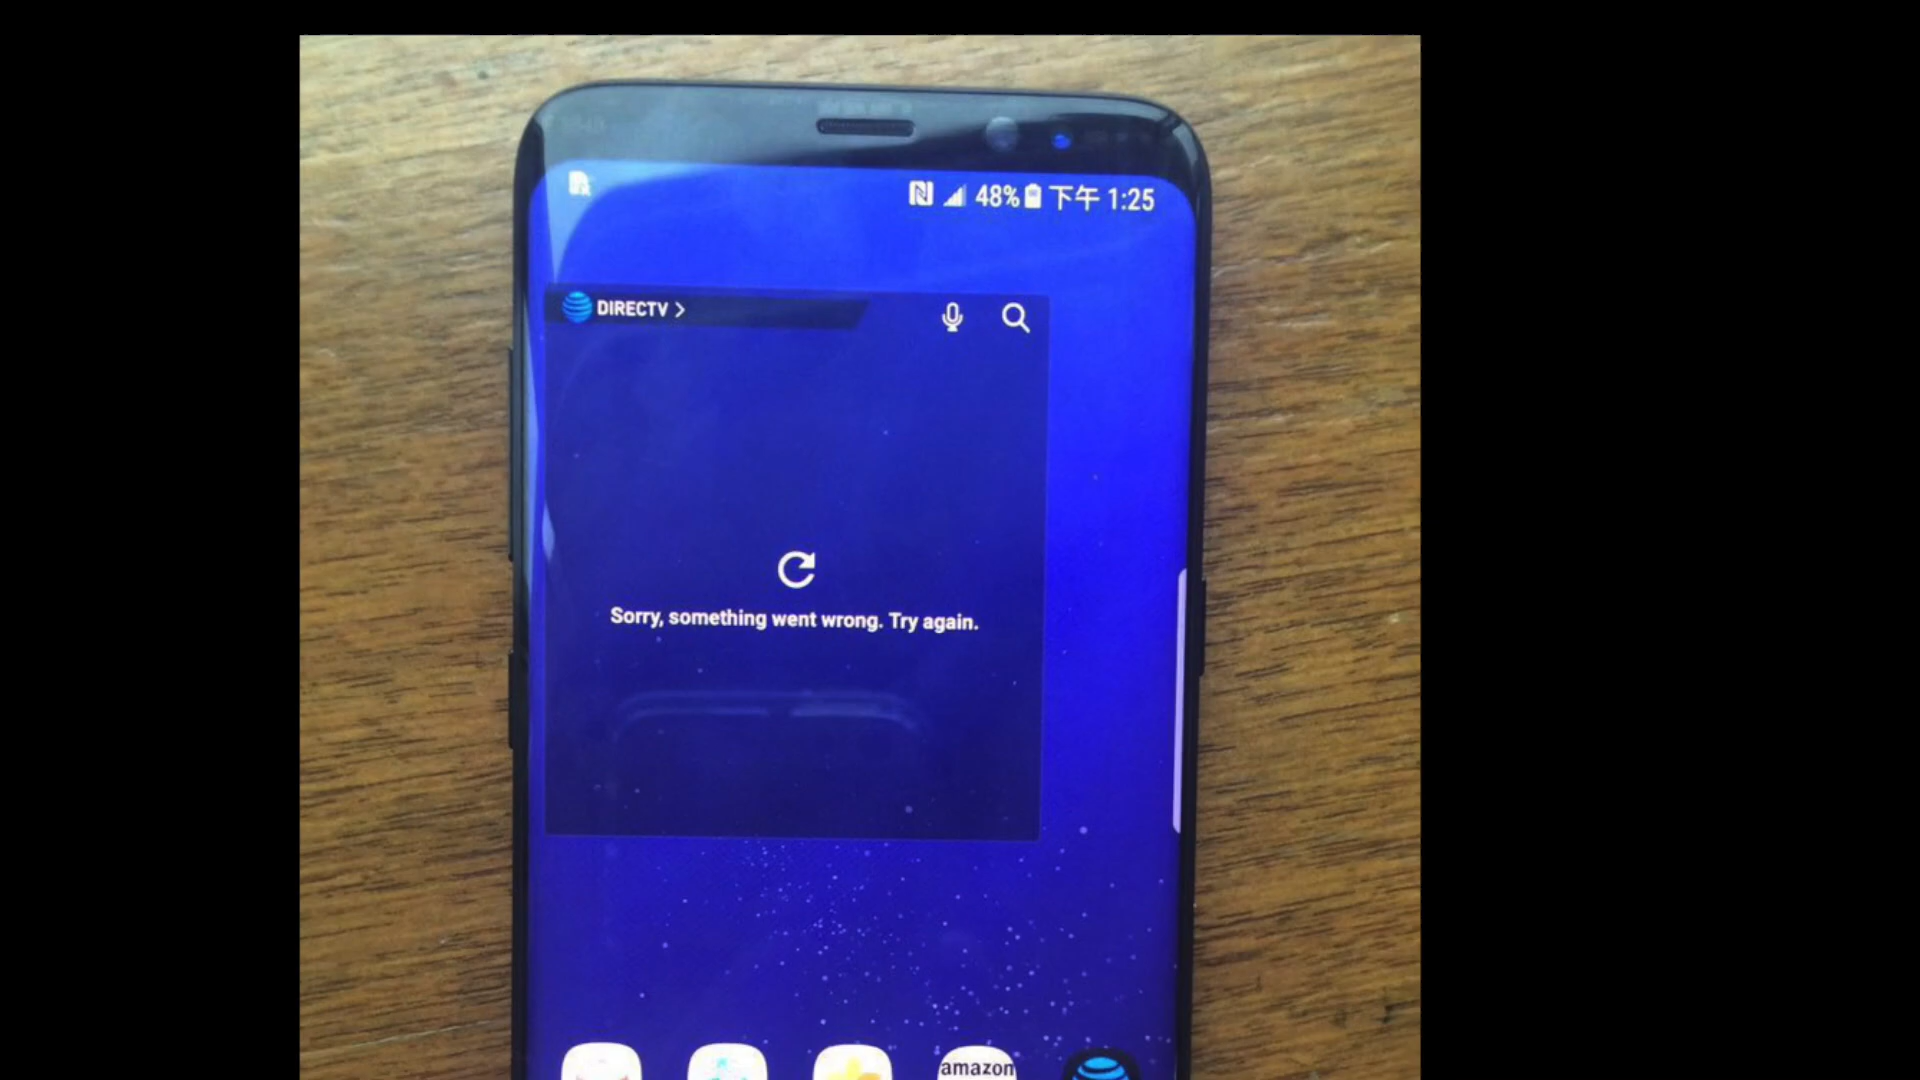 48% 下午 1:25
DIRECTV >
Sorry, something went wrong. Try again.
amazon